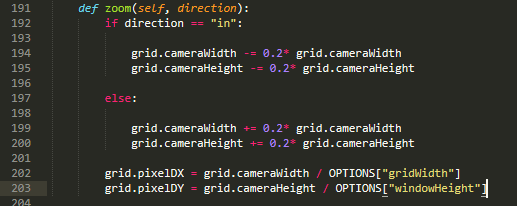 191 def zoom(self, direction):
192 if direction == "in":
193
194 grid.cameraWidth -= 0.2* grid.cameraWidth
195 grid.cameraHeight -= 0.2* grid.cameraHeight
196
197 else:
198
199 grid.cameraWidth += 0.2* grid.cameraWidth
200 grid.cameraHeight += 0.2* grid.cameraHeight
201
202 grid.pixelDX = grid.cameraWidth / OPTIONS["gridWidth"]
203 grid.pixelDY = grid.cameraHeight / OPTIONS["windowHeight"]
204